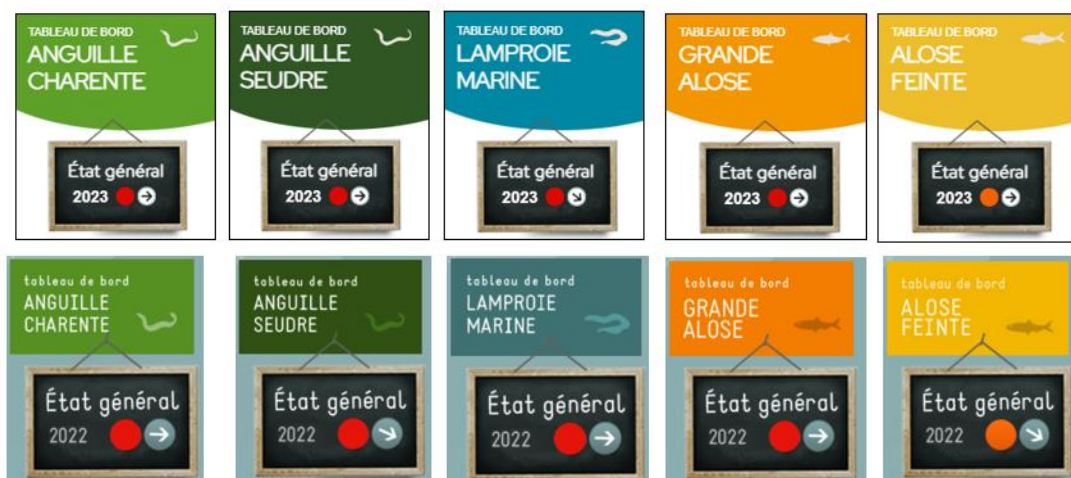 TABLEAU DE BORD
ANGUILLE
CHARENTE
État général
2023
TABLEAU DE BORD
ANGUILLE
SEUDRE
État général
2023
TABLEAU DE BORD
LAMPROIE
MARINE
État général
2023
TABLEAU DE BORD
GRANDE
ALOSE
État général
2023
TABLEAU DE BORD
ALOSE
FEINTE
État général
2023
tableau de bord
ANGUILLE
CHARENTE
État général
2022
tableau de bord
ANGUILLE
SEUDRE
État général
2022
tableau de bord
LAMPROIE
MARINE
État général
2022
tableau de bord
GRANDE
ALOSE
État général
2022
tableau de bord
ALOSE
FEINTE
État général
2022